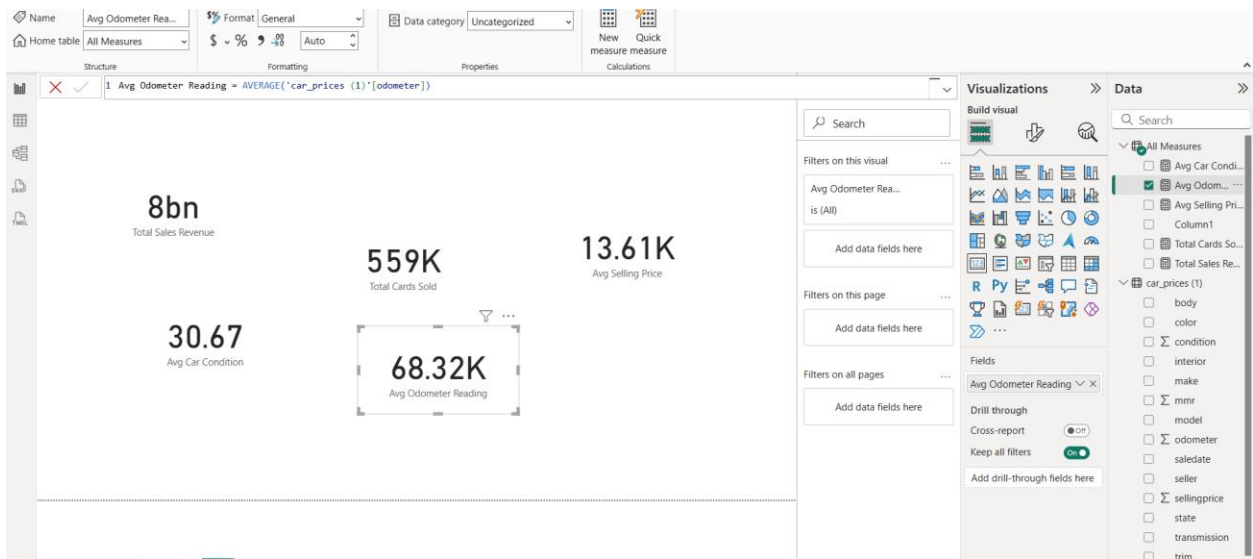 Name Avg Odometer Rea...
Home table All Measures
Structure
$% Format General
$ % 9 .00 Auto
Formatting
Data category Uncategorized
Properties
New measure
Quick measure
Calculations
1 Avg Odometer Reading = AVERAGE('car_prices (1)'[odometer])
8bn
Total Sales Revenue
559K
Total Cards Sold
13.61K
Avg Selling Price
30.67
Avg Car Condition
68.32K
Avg Odometer Reading
Search
Filters on this visual ...
Avg Odometer Rea...
is (All)
Add data fields here
Filters on this page ...
Add data fields here
Filters on all pages ...
Add data fields here
Visualizations
Build visual
123
R Py
...
Fields
Avg Odometer Reading
Drill through
Cross-report Off
Keep all filters On
Add drill-through fields here
Data
Search
All Measures
Avg Car Condi...
Avg Odom... ...
Avg Selling Pri...
Column1
Total Cards So...
Total Sales Re...
car_prices (1)
body
color
∑ condition
interior
make
∑ mmr
model
∑ odometer
saledate
seller
∑ sellingprice
state
transmission
trim